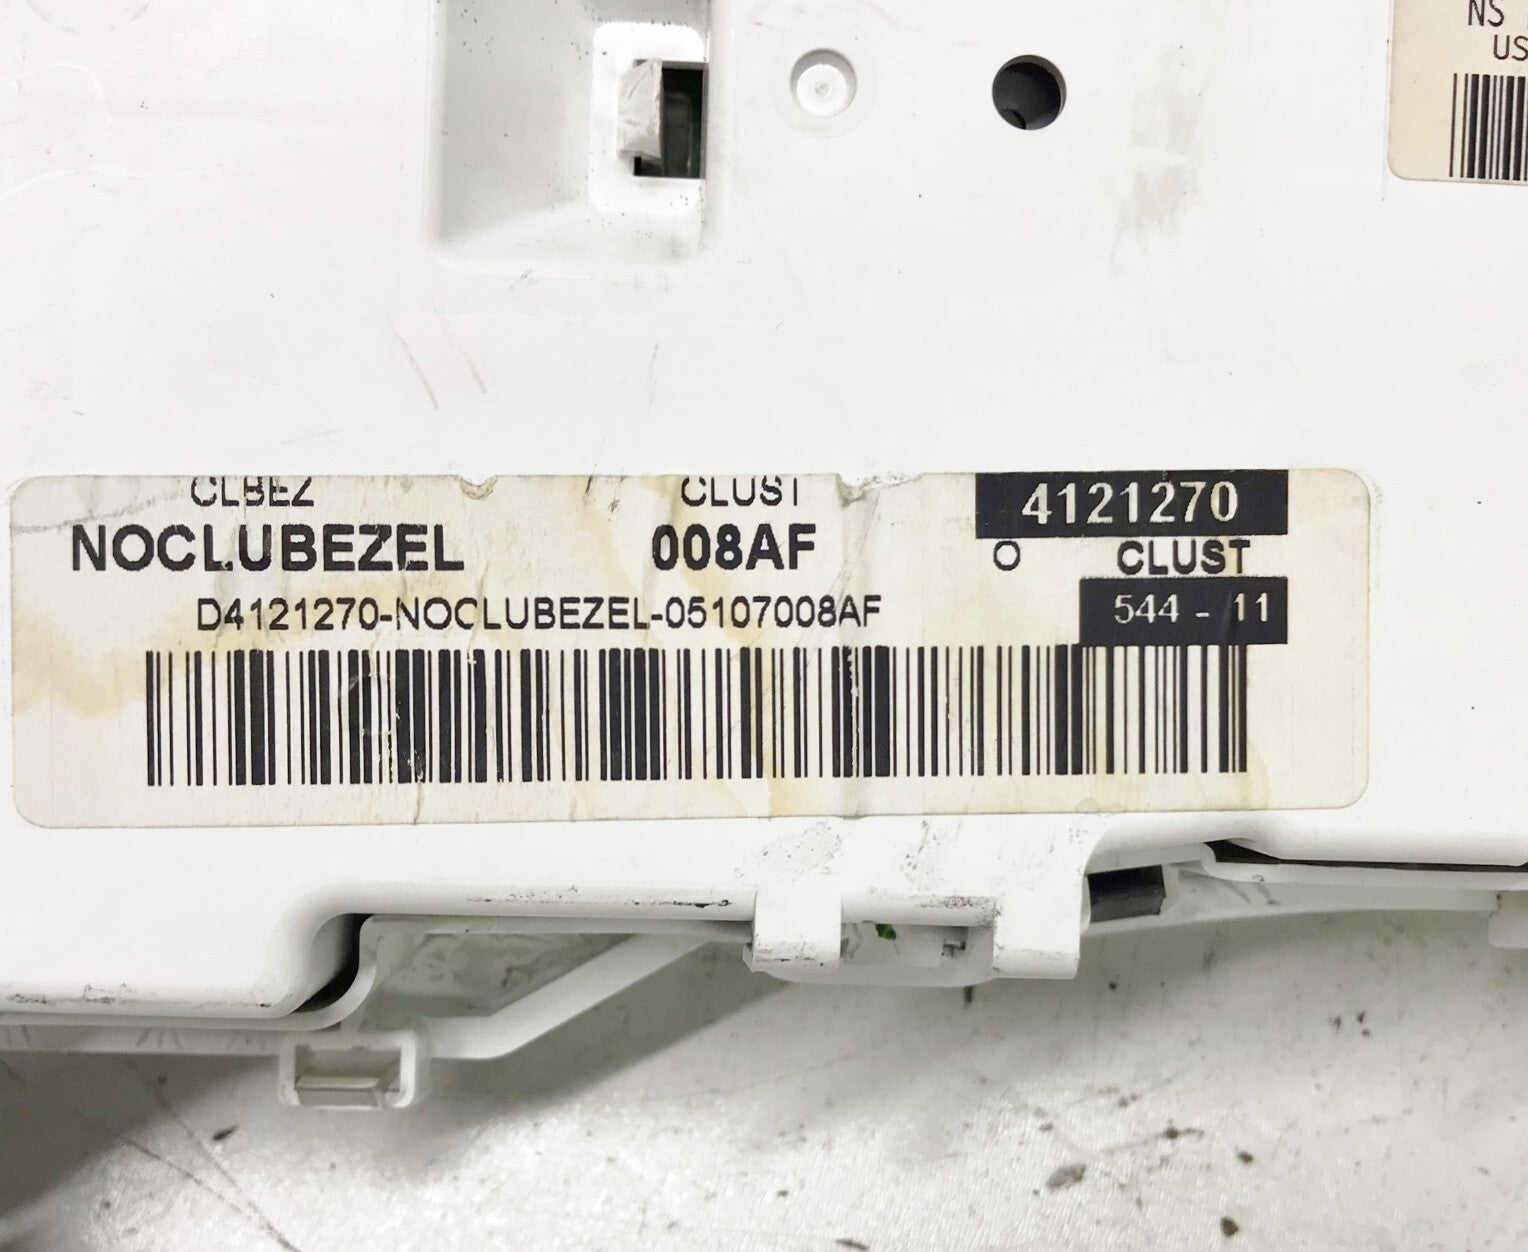 NS
US
CLBEZ CLUST 4121270
NOCLUBEZEL 008AF O CLUST
D4121270-NOCLUBEZEL-05107008AF 544 - 11